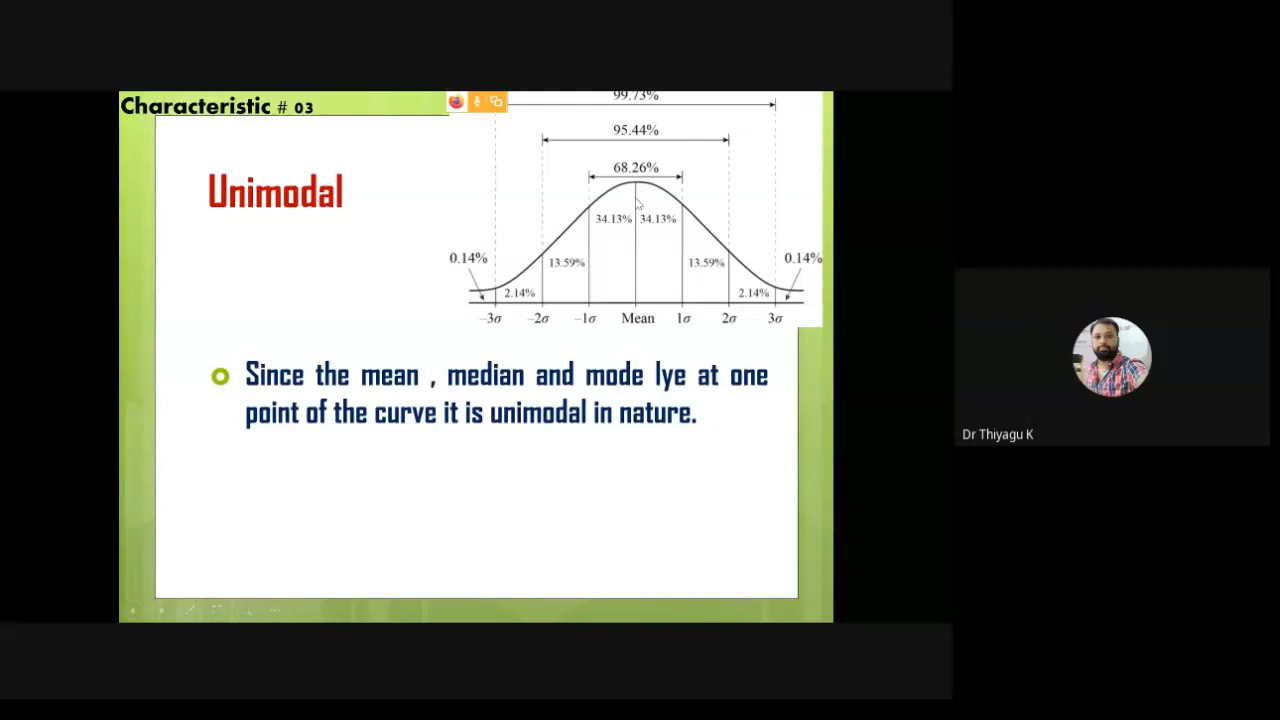 Characteristic # 03
99.73%
95.44%
Unimodal
68.26%
34.13% 34.13%
0.14% 13.59% 13.59% 0.14%
2.14% 2.14%
–3σ –2σ –1σ Mean 1σ 2σ 3σ
Since the mean , median and mode lye at one
point of the curve it is unimodal in nature.
Dr Thiyagu K